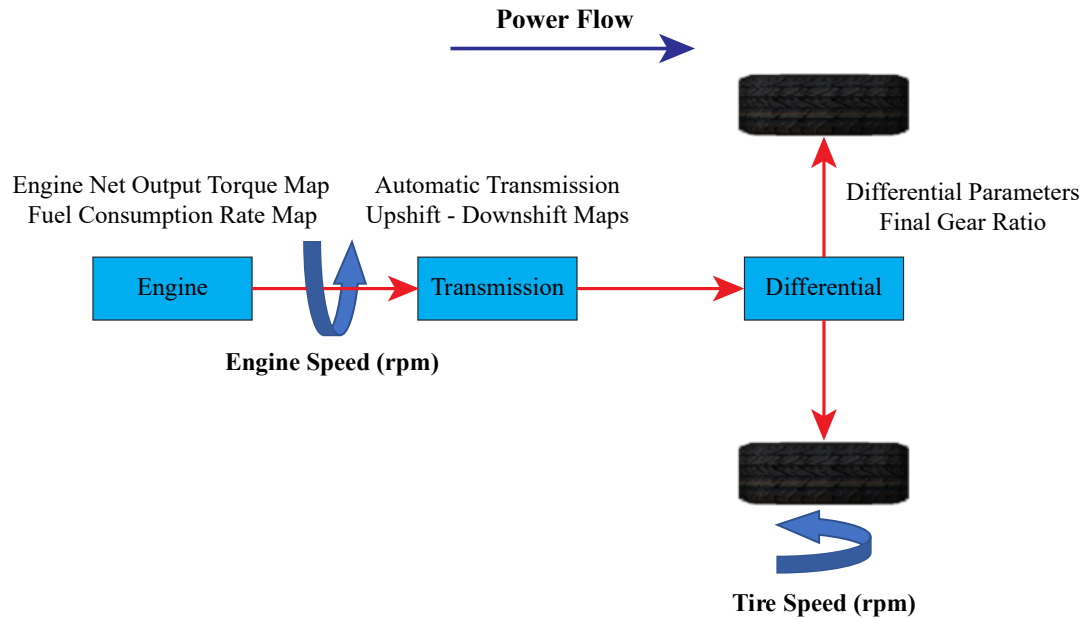 Power Flow
Engine Net Output Torque Map
Fuel Consumption Rate Map
Automatic Transmission
Upshift - Downshift Maps
Differential Parameters
Final Gear Ratio
Engine
Transmission
Differential
Engine Speed (rpm)
Tire Speed (rpm)